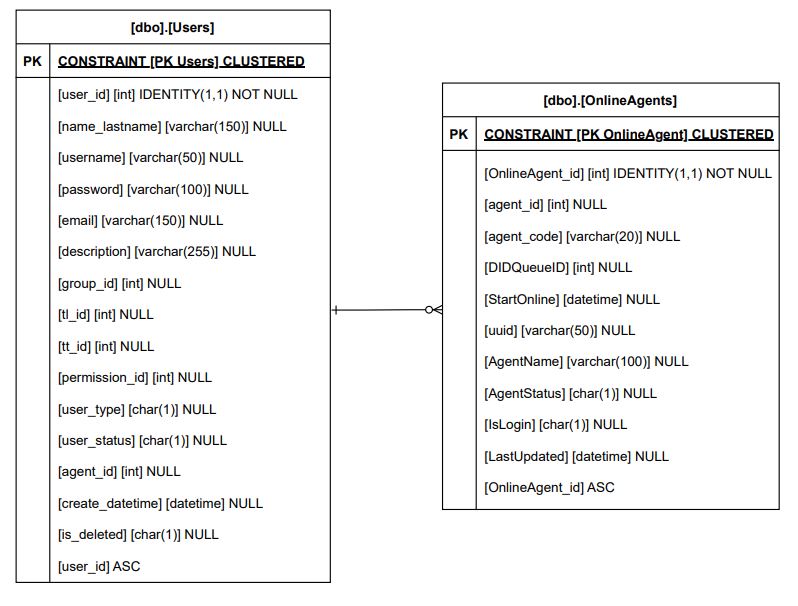 [dbo].[Users]
PK CONSTRAINT [PK Users] CLUSTERED
[user_id] [int] IDENTITY(1,1) NOT NULL
[name_lastname] [varchar(150)] NULL
[username] [varchar(50)] NULL
[password] [varchar(100)] NULL
[email] [varchar(150)] NULL
[description] [varchar(255)] NULL
[group_id] [int] NULL
[tl_id] [int] NULL
[tt_id] [int] NULL
[permission_id] [int] NULL
[user_type] [char(1)] NULL
[user_status] [char(1)] NULL
[agent_id] [int] NULL
[create_datetime] [datetime] NULL
[is_deleted] [char(1)] NULL
[user_id] ASC
[dbo].[OnlineAgents]
PK CONSTRAINT [PK OnlineAgent] CLUSTERED
[OnlineAgent_id] [int] IDENTITY(1,1) NOT NULL
[agent_id] [int] NULL
[agent_code] [varchar(20)] NULL
[DIDQueueID] [int] NULL
[StartOnline] [datetime] NULL
[uuid] [varchar(50)] NULL
[AgentName] [varchar(100)] NULL
[AgentStatus] [char(1)] NULL
[IsLogin] [char(1)] NULL
[LastUpdated] [datetime] NULL
[OnlineAgent_id] ASC